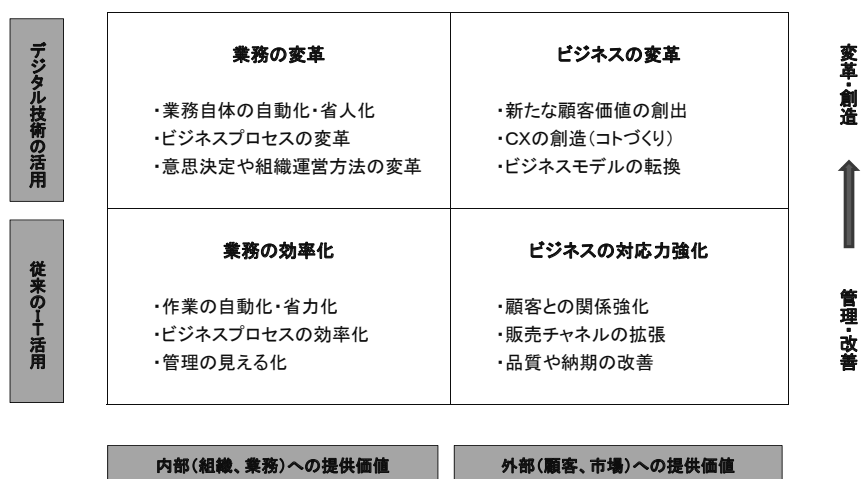 デジタル技術の活用
業務の変革
・業務自体の自動化・省人化
・ビジネスプロセスの変革
・意思決定や組織運営方法の変革
ビジネスの変革
・新たな顧客価値の創出
・CXの創造(コトづくり)
・ビジネスモデルの転換
変革・創造
従来のIT活用
業務の効率化
・作業の自動化・省力化
・ビジネスプロセスの効率化
・管理の見える化
ビジネスの対応力強化
・顧客との関係強化
・販売チャネルの拡張
・品質や納期の改善
管理・改善
内部(組織、業務)への提供価値
外部(顧客、市場)への提供価値